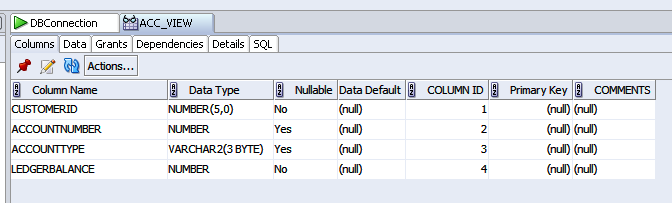 DBConnection ACC_VIEW
Columns Data Grants Dependencies Details SQL
Actions...
Column Name Data Type Nullable Data Default COLUMN ID Primary Key COMMENTS
CUSTOMERID NUMBER(5,0) No (null) 1 (null) (null)
ACCOUNTNUMBER NUMBER Yes (null) 2 (null) (null)
ACCOUNTTYPE VARCHAR2(3 BYTE) Yes (null) 3 (null) (null)
LEDGERBALANCE NUMBER No (null) 4 (null) (null)